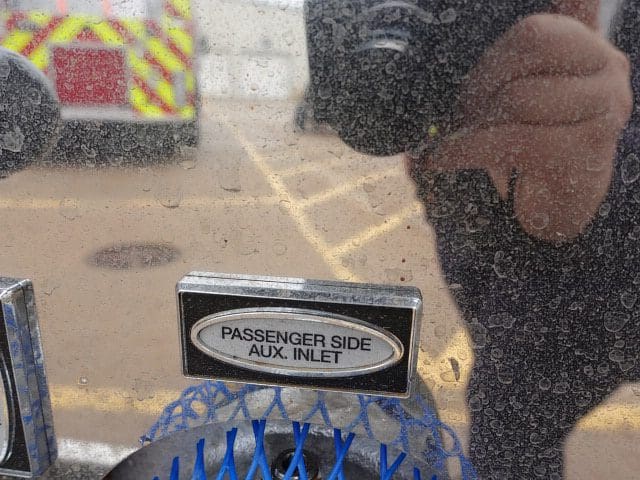 PASSENGER SIDE
AUX. INLET